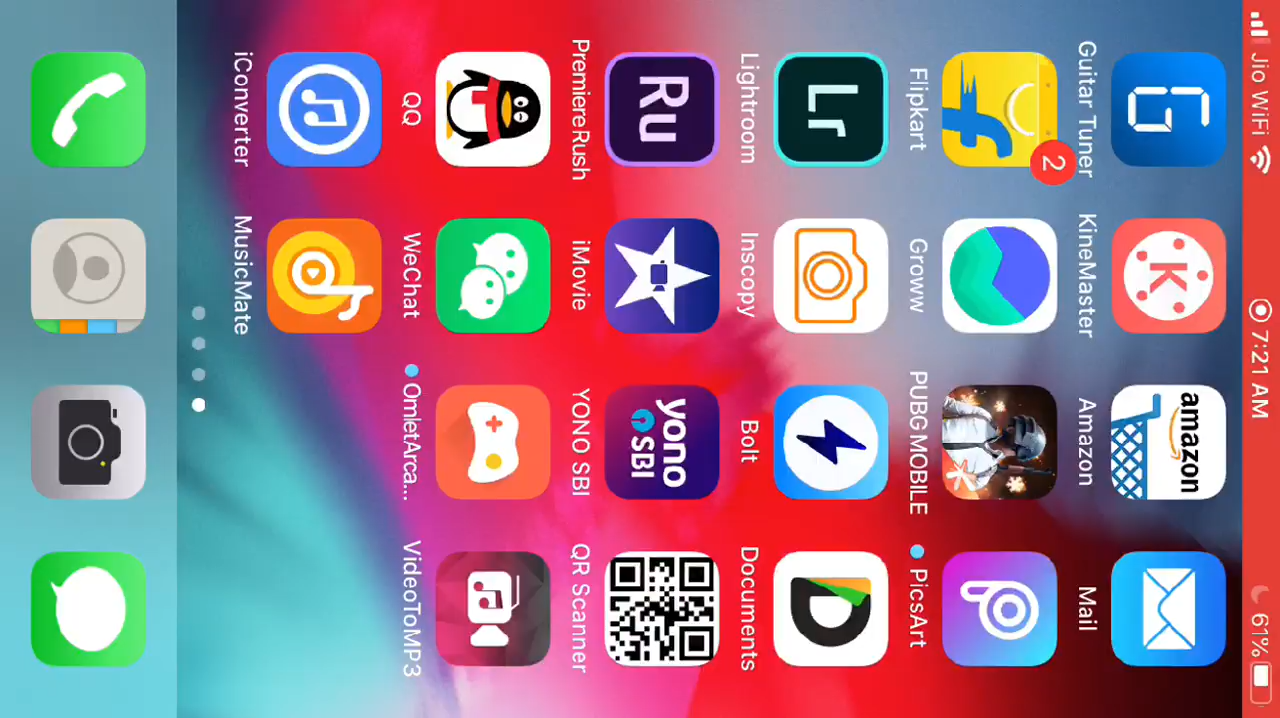 Jio WiFi 7:21 AM 61%
G K amazon
Guitar Tuner KineMaster Amazon Mail
f 2
Flipkart Groww PUBG MOBILE PicsArt
Lr
Lightroom Inscopy Bolt Documents
Ru yono SBI
PremiereRush iMovie YONO SBI QR Scanner
QQ WeChat OmletArca... VideoToMP3
iConverter MusicMate